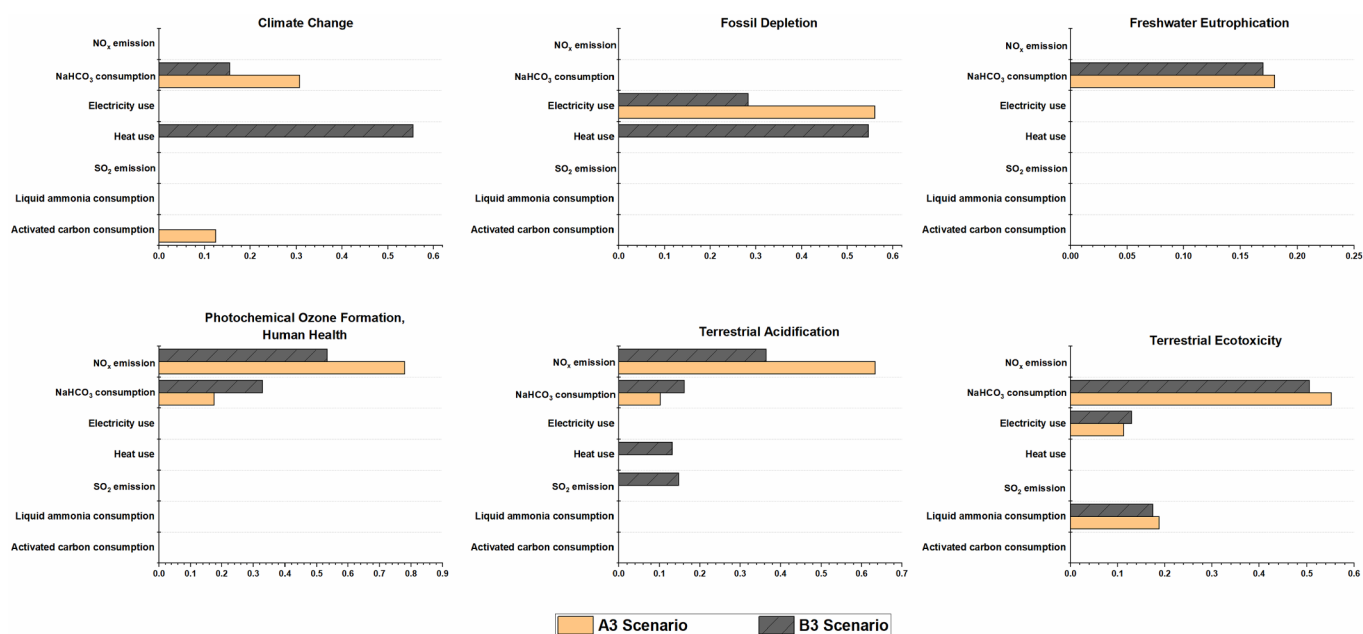 Climate Change
NOx emission
NaHCO3 consumption
Electricity use
Heat use
SO2 emission
Liquid ammonia consumption
Activated carbon consumption
0.0 0.1 0.2 0.3 0.4 0.5 0.6
Fossil Depletion
NOx emission
NaHCO3 consumption
Electricity use
Heat use
SO2 emission
Liquid ammonia consumption
Activated carbon consumption
0.0 0.1 0.2 0.3 0.4 0.5 0.6
Freshwater Eutrophication
NOx emission
NaHCO3 consumption
Electricity use
Heat use
SO2 emission
Liquid ammonia consumption
Activated carbon consumption
0.00 0.05 0.10 0.15 0.20 0.25
Photochemical Ozone Formation,
Human Health
NOx emission
NaHCO3 consumption
Electricity use
Heat use
SO2 emission
Liquid ammonia consumption
Activated carbon consumption
0.0 0.1 0.2 0.3 0.4 0.5 0.6 0.7 0.8 0.9
Terrestrial Acidification
NOx emission
NaHCO3 consumption
Electricity use
Heat use
SO2 emission
Liquid ammonia consumption
Activated carbon consumption
0.0 0.1 0.2 0.3 0.4 0.5 0.6 0.7
Terrestrial Ecotoxicity
NOx emission
NaHCO3 consumption
Electricity use
Heat use
SO2 emission
Liquid ammonia consumption
Activated carbon consumption
0.0 0.1 0.2 0.3 0.4 0.5 0.6
A3 Scenario B3 Scenario